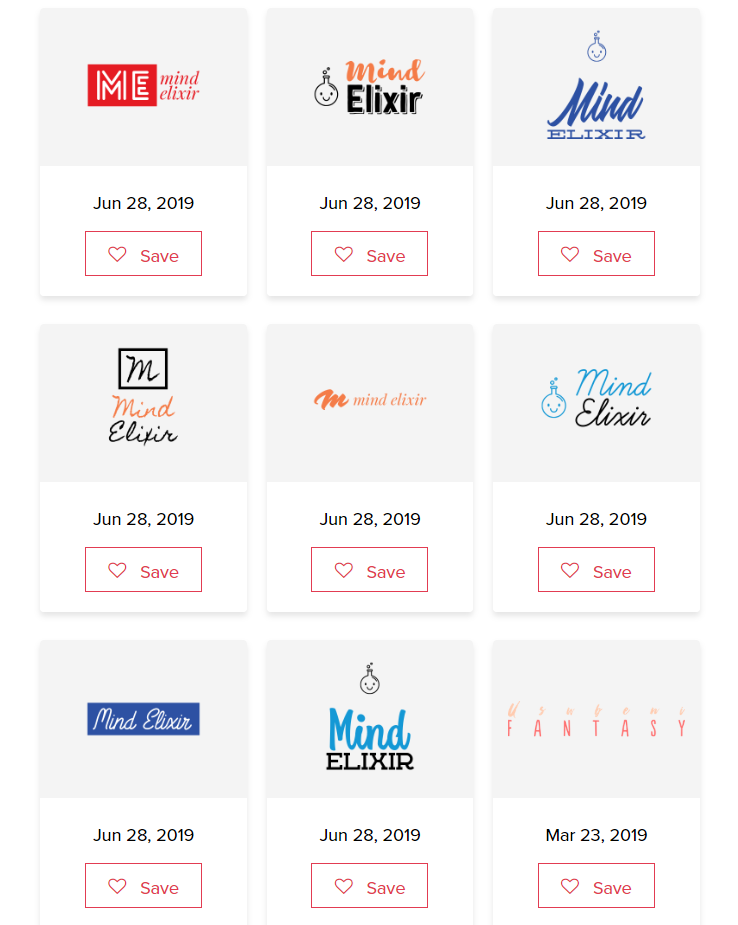 ME mind
elixir
Mind
Elixir
Mind
ELIXIR
Jun 28, 2019
Jun 28, 2019
Jun 28, 2019
Save
Save
Save
M
Mind
Elixir
m mind elixir
Mind
Elixir
Jun 28, 2019
Jun 28, 2019
Jun 28, 2019
Save
Save
Save
Mind Elixir
Mind
ELIXIR
FANTASY
Jun 28, 2019
Jun 28, 2019
Mar 23, 2019
Save
Save
Save